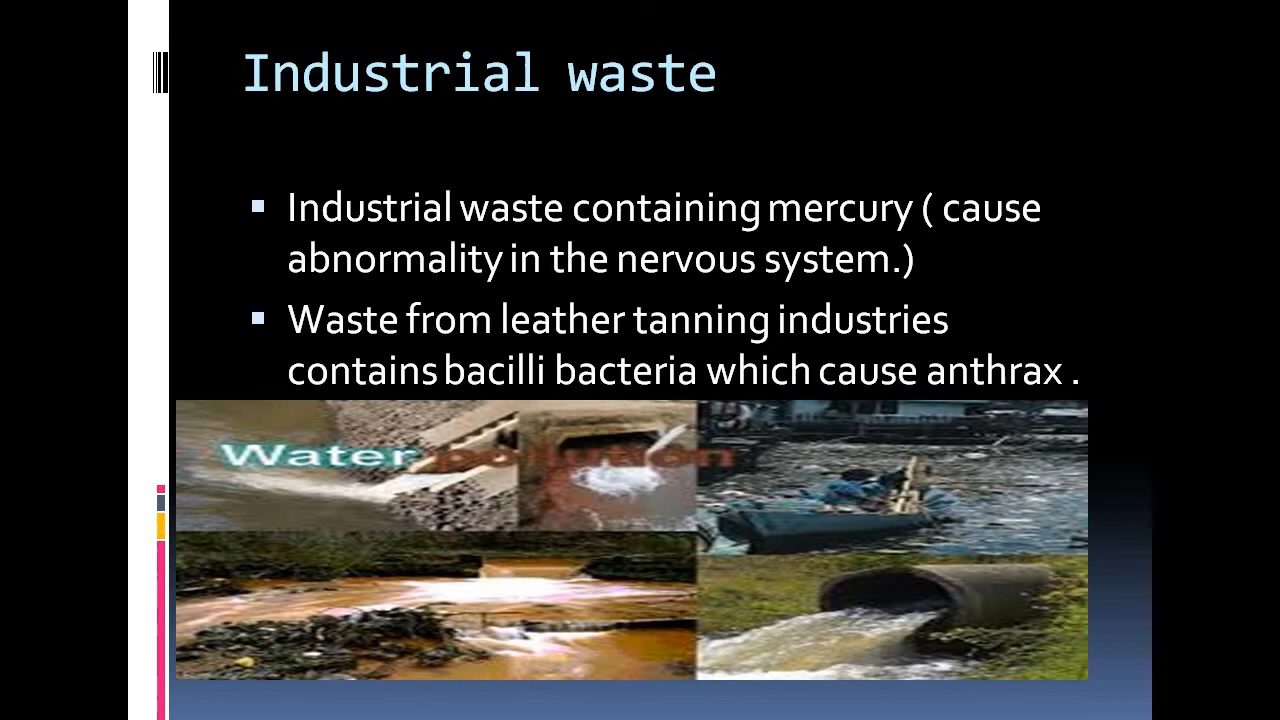 Industrial waste
Industrial waste containing mercury ( cause
abnormality in the nervous system.)
Waste from leather tanning industries
contains bacilli bacteria which cause anthrax .
Water pollution